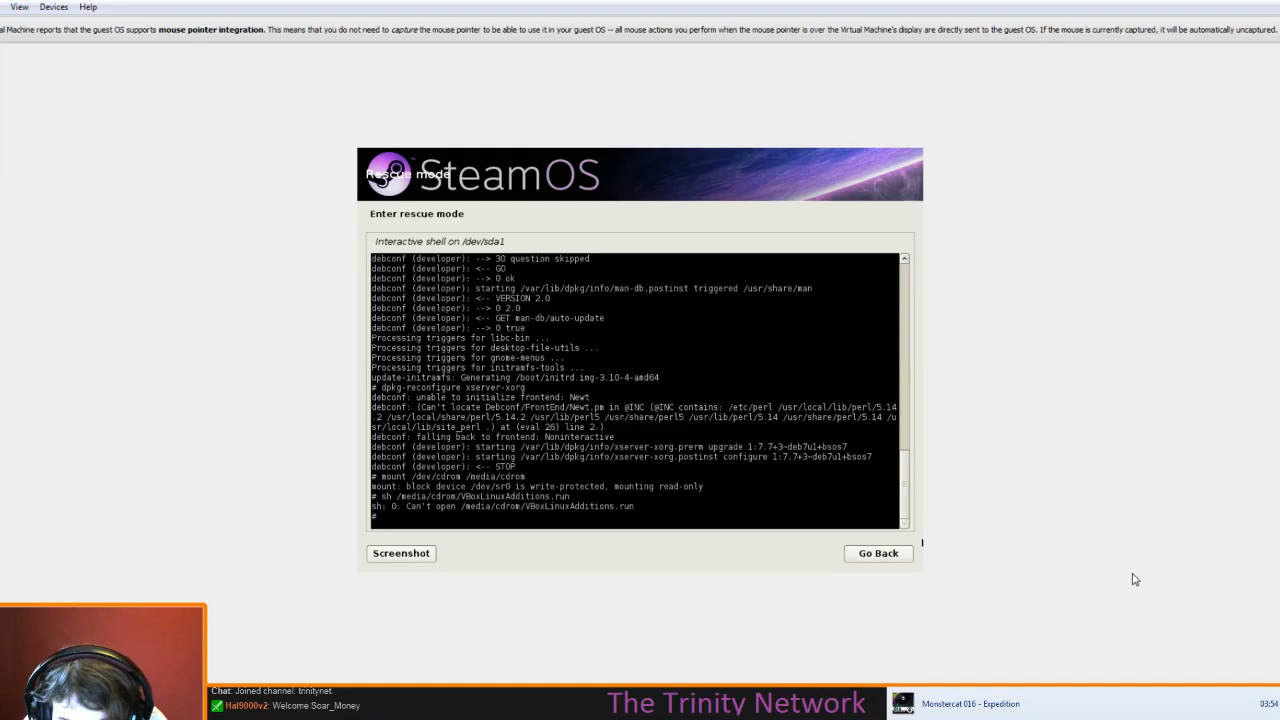 View Devices Help
al Machine reports that the guest OS supports mouse pointer integration. This means that you do not need to capture the mouse pointer to be able to use it in your guest OS -- all mouse actions you perform when the mouse pointer is over the Virtual Machine's display are directly sent to the guest OS. If the mouse is currently captured, it will be automatically uncaptured.
Rescue mode
SteamOS
Enter rescue mode
Interactive shell on /dev/sda1
debconf (developer): --> 30 question skipped
debconf (developer): <-- GO
debconf (developer): --> 0 ok
debconf (developer): starting /var/lib/dpkg/info/man-db.postinst triggered /usr/share/man
debconf (developer): <-- VERSION 2.0
debconf (developer): --> 0 2.0
debconf (developer): <-- GET man-db/auto-update
debconf (developer): --> 0 true
Processing triggers for libc-bin ...
Processing triggers for desktop-file-utils ...
Processing triggers for gnome-menus ...
Processing triggers for initramfs-tools ...
update-initramfs: Generating /boot/initrd.img-3.10-4-amd64
# dpkg-reconfigure xserver-xorg
debconf: unable to initialize frontend: Newt
debconf: (Can't locate Debconf/FrontEnd/Newt.pm in @INC (@INC contains: /etc/perl /usr/local/lib/perl/5.14
.2 /usr/local/share/perl/5.14.2 /usr/lib/perl5 /usr/share/perl5 /usr/lib/perl/5.14 /usr/share/perl/5.14 /u
sr/local/lib/site_perl .) at (eval 26) line 2.)
debconf: falling back to frontend: Noninteractive
debconf (developer): starting /var/lib/dpkg/info/xserver-xorg.prerm upgrade 1:7.7+3~deb7u1+bsos7
debconf (developer): starting /var/lib/dpkg/info/xserver-xorg.postinst configure 1:7.7+3~deb7u1+bsos7
debconf (developer): <-- STOP
# mount /dev/cdrom /media/cdrom
mount: block device /dev/sr0 is write-protected, mounting read-only
# sh /media/cdrom/VBoxLinuxAdditions.run
sh: 0: Can't open /media/cdrom/VBoxLinuxAdditions.run
#
Screenshot
Go Back
Chat: Joined channel: trinitynet.
Hal9000v2: Welcome Soar_Money
The Trinity Network
Monstercat 016 - Expedition
03:54